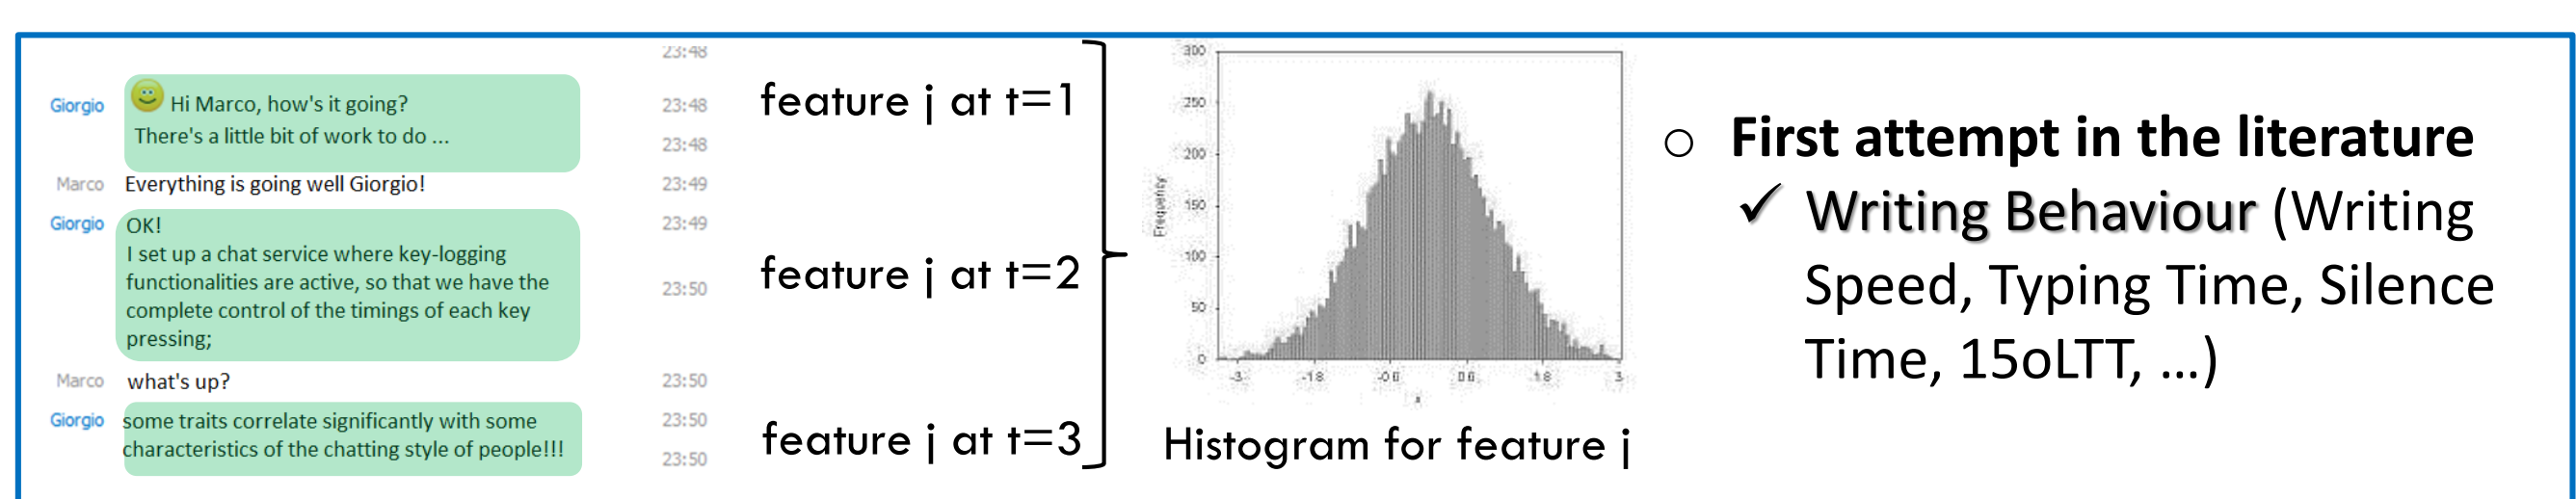 23:48
Giorgio Hi Marco, how's it going? 23:48
There's a little bit of work to do ... 23:48
Marco Everything is going well Giorgio! 23:49
Giorgio OK! 23:49
I set up a chat service where key-logging
functionalities are active, so that we have the
complete control of the timings of each key
pressing;
23:50
Marco what's up? 23:50
Giorgio some traits correlate significantly with some 23:50
characteristics of the chatting style of people!!! 23:50
feature j at t=1
feature j at t=2
feature j at t=3
300
250
200
150
100
50
0
Frequency
-3 -1.8 -0.6 0.6 1.8 3
x
Histogram for feature j
○ First attempt in the literature
✓ Writing Behaviour (Writing
Speed, Typing Time, Silence
Time, 15oLTT, ...)